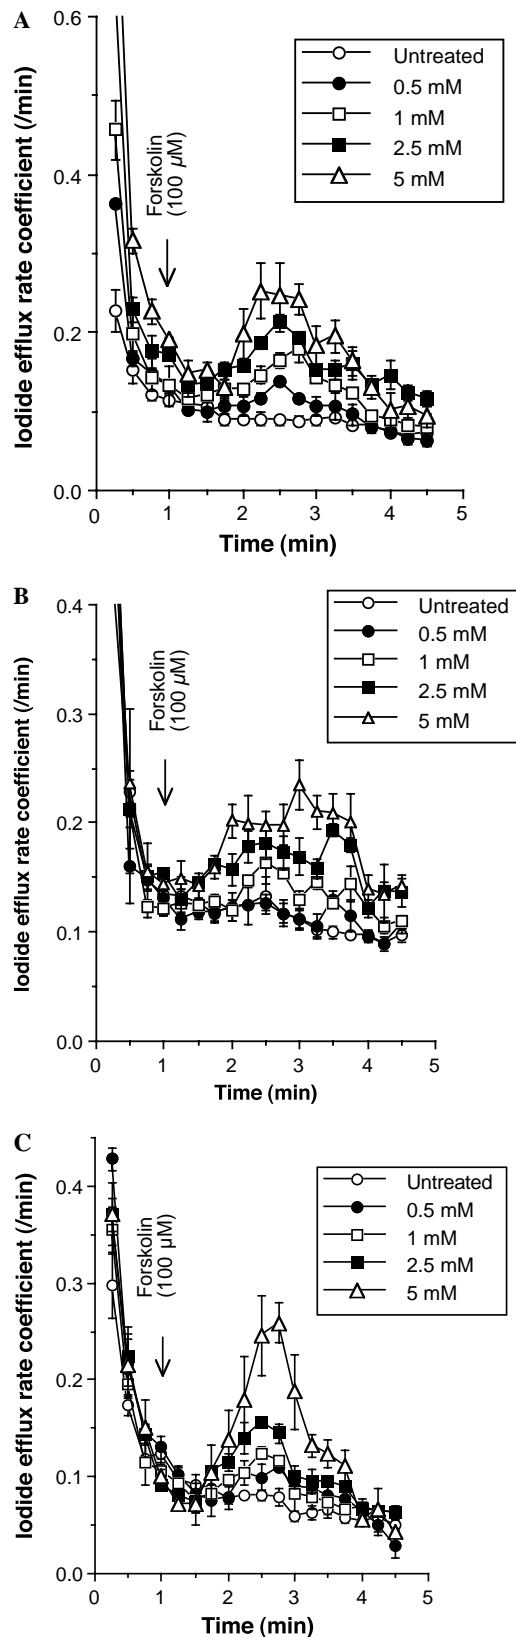 A
Iodide efflux rate coefficient (/min)
0.6
0.4
0.2
0.0
Forskolin
(100 µM)
Untreated
0.5 mM
1 mM
2.5 mM
5 mM
0 1 2 3 4 5
Time (min)
B
Iodide efflux rate coefficient (/min)
0.4
0.3
0.2
0.1
0.0
Forskolin
(100 µM)
Untreated
0.5 mM
1 mM
2.5 mM
5 mM
0 1 2 3 4 5
Time (min)
C
Iodide efflux rate coefficient (/min)
0.4
0.3
0.2
0.1
0.0
Forskolin
(100 µM)
Untreated
0.5 mM
1 mM
2.5 mM
5 mM
0 1 2 3 4 5
Time (min)